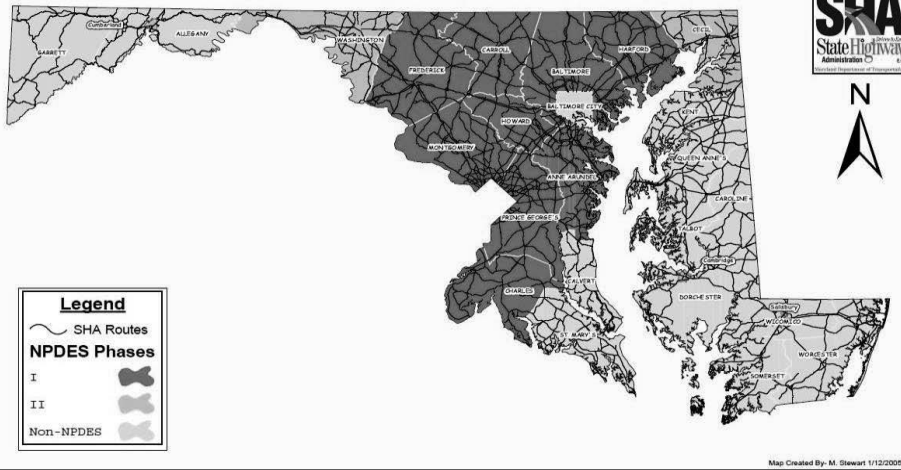 GARRETT
Cumberland
ALLEGANY
WASHINGTON
FREDERICK
CARROLL
BALTIMORE
HARFORD
CECIL
BALTIMORE CITY
HOWARD
MONTGOMERY
ANNE ARUNDEL
PRINCE GEORGE'S
CHARLES
CALVERT
ST MARY'S
KENT
QUEEN ANNE'S
CAROLINE
TALBOT
Cambridge
DORCHESTER
Salisbury
WICOMICO
WORCESTER
SOMERSET
SHA
State Highway
Administration
Maryland Department of Transportation
N
Legend
SHA Routes
NPDES Phases
I
II
Non-NPDES
Map Created By- M. Stewart 1/12/2005